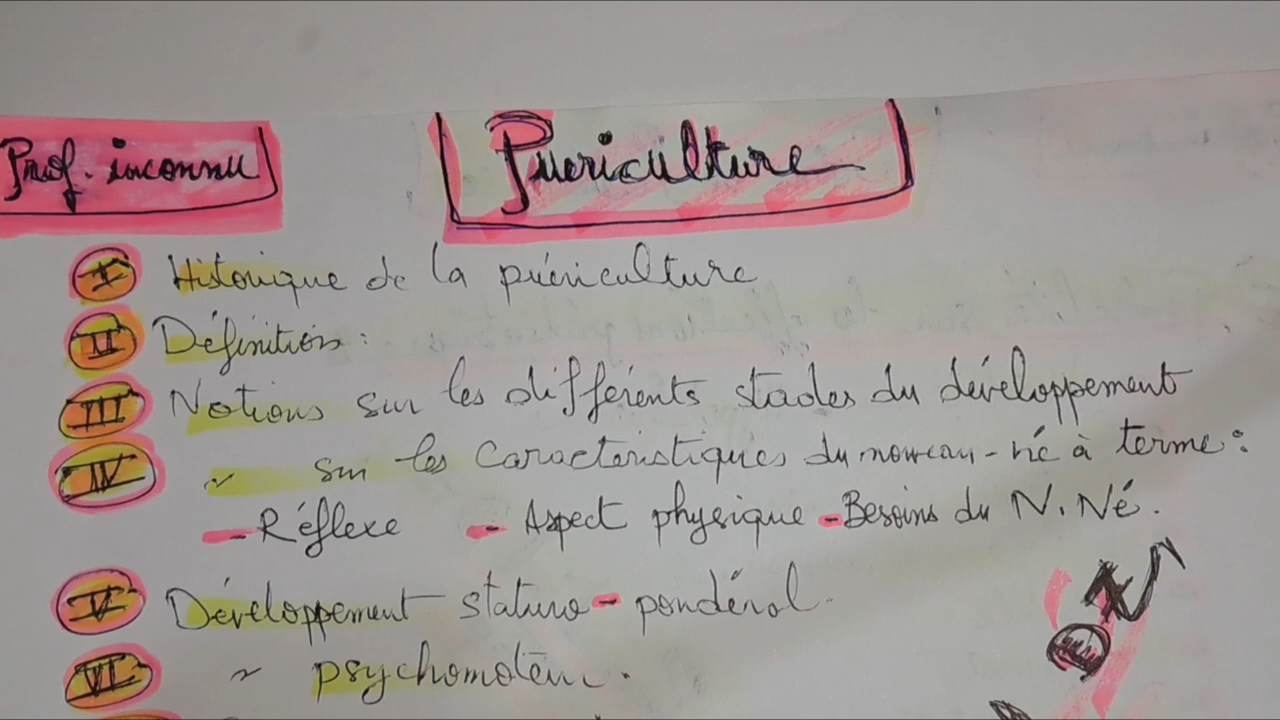 Prof. inconnu
Puériculture
I Historique de la puériculture
II Définition :
III Notions sur les différents stades du développement
IV " sur les caractéristiques du nouveau-né à terme :
- Réflexe - Aspect physique - Besoins du N. Né.
V Développement staturo-pondéral.
VI " psychomoteur.